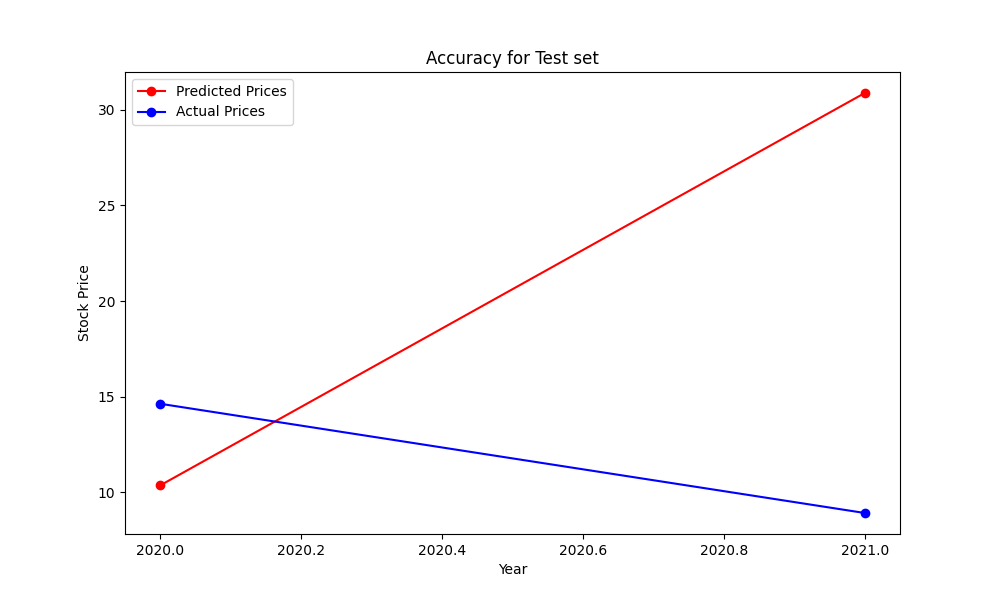 Accuracy for Test set
Predicted Prices
Actual Prices
30
25
20
15
10
Stock Price
2020.0 2020.2 2020.4 2020.6 2020.8 2021.0
Year